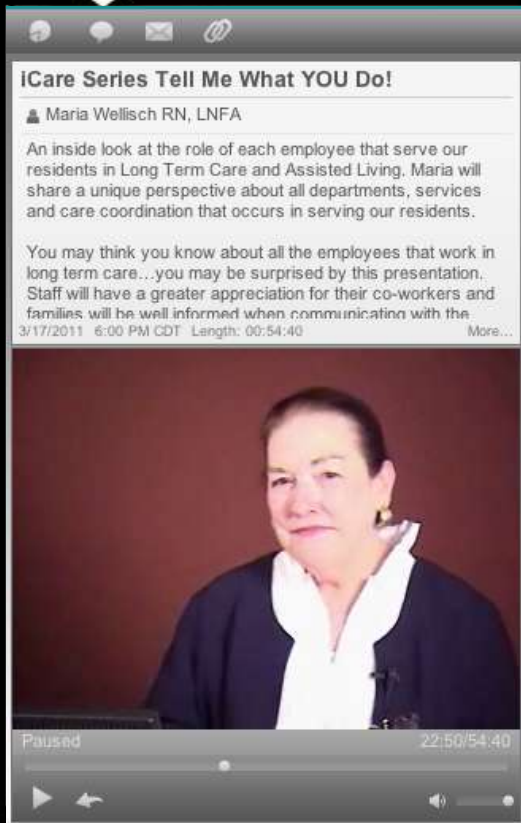 iCare Series Tell Me What YOU Do!
Maria Wellisch RN, LNFA
An inside look at the role of each employee that serve our
residents in Long Term Care and Assisted Living. Maria will
share a unique perspective about all departments, services
and care coordination that occurs in serving our residents.
You may think you know about all the employees that work in
long term care...you may be surprised by this presentation.
Staff will have a greater appreciation for their co-workers and
families will be well informed when communicating with the
3/17/2011 6:00 PM CDT Length: 00:54:40 More...
Paused 22:50/54:40